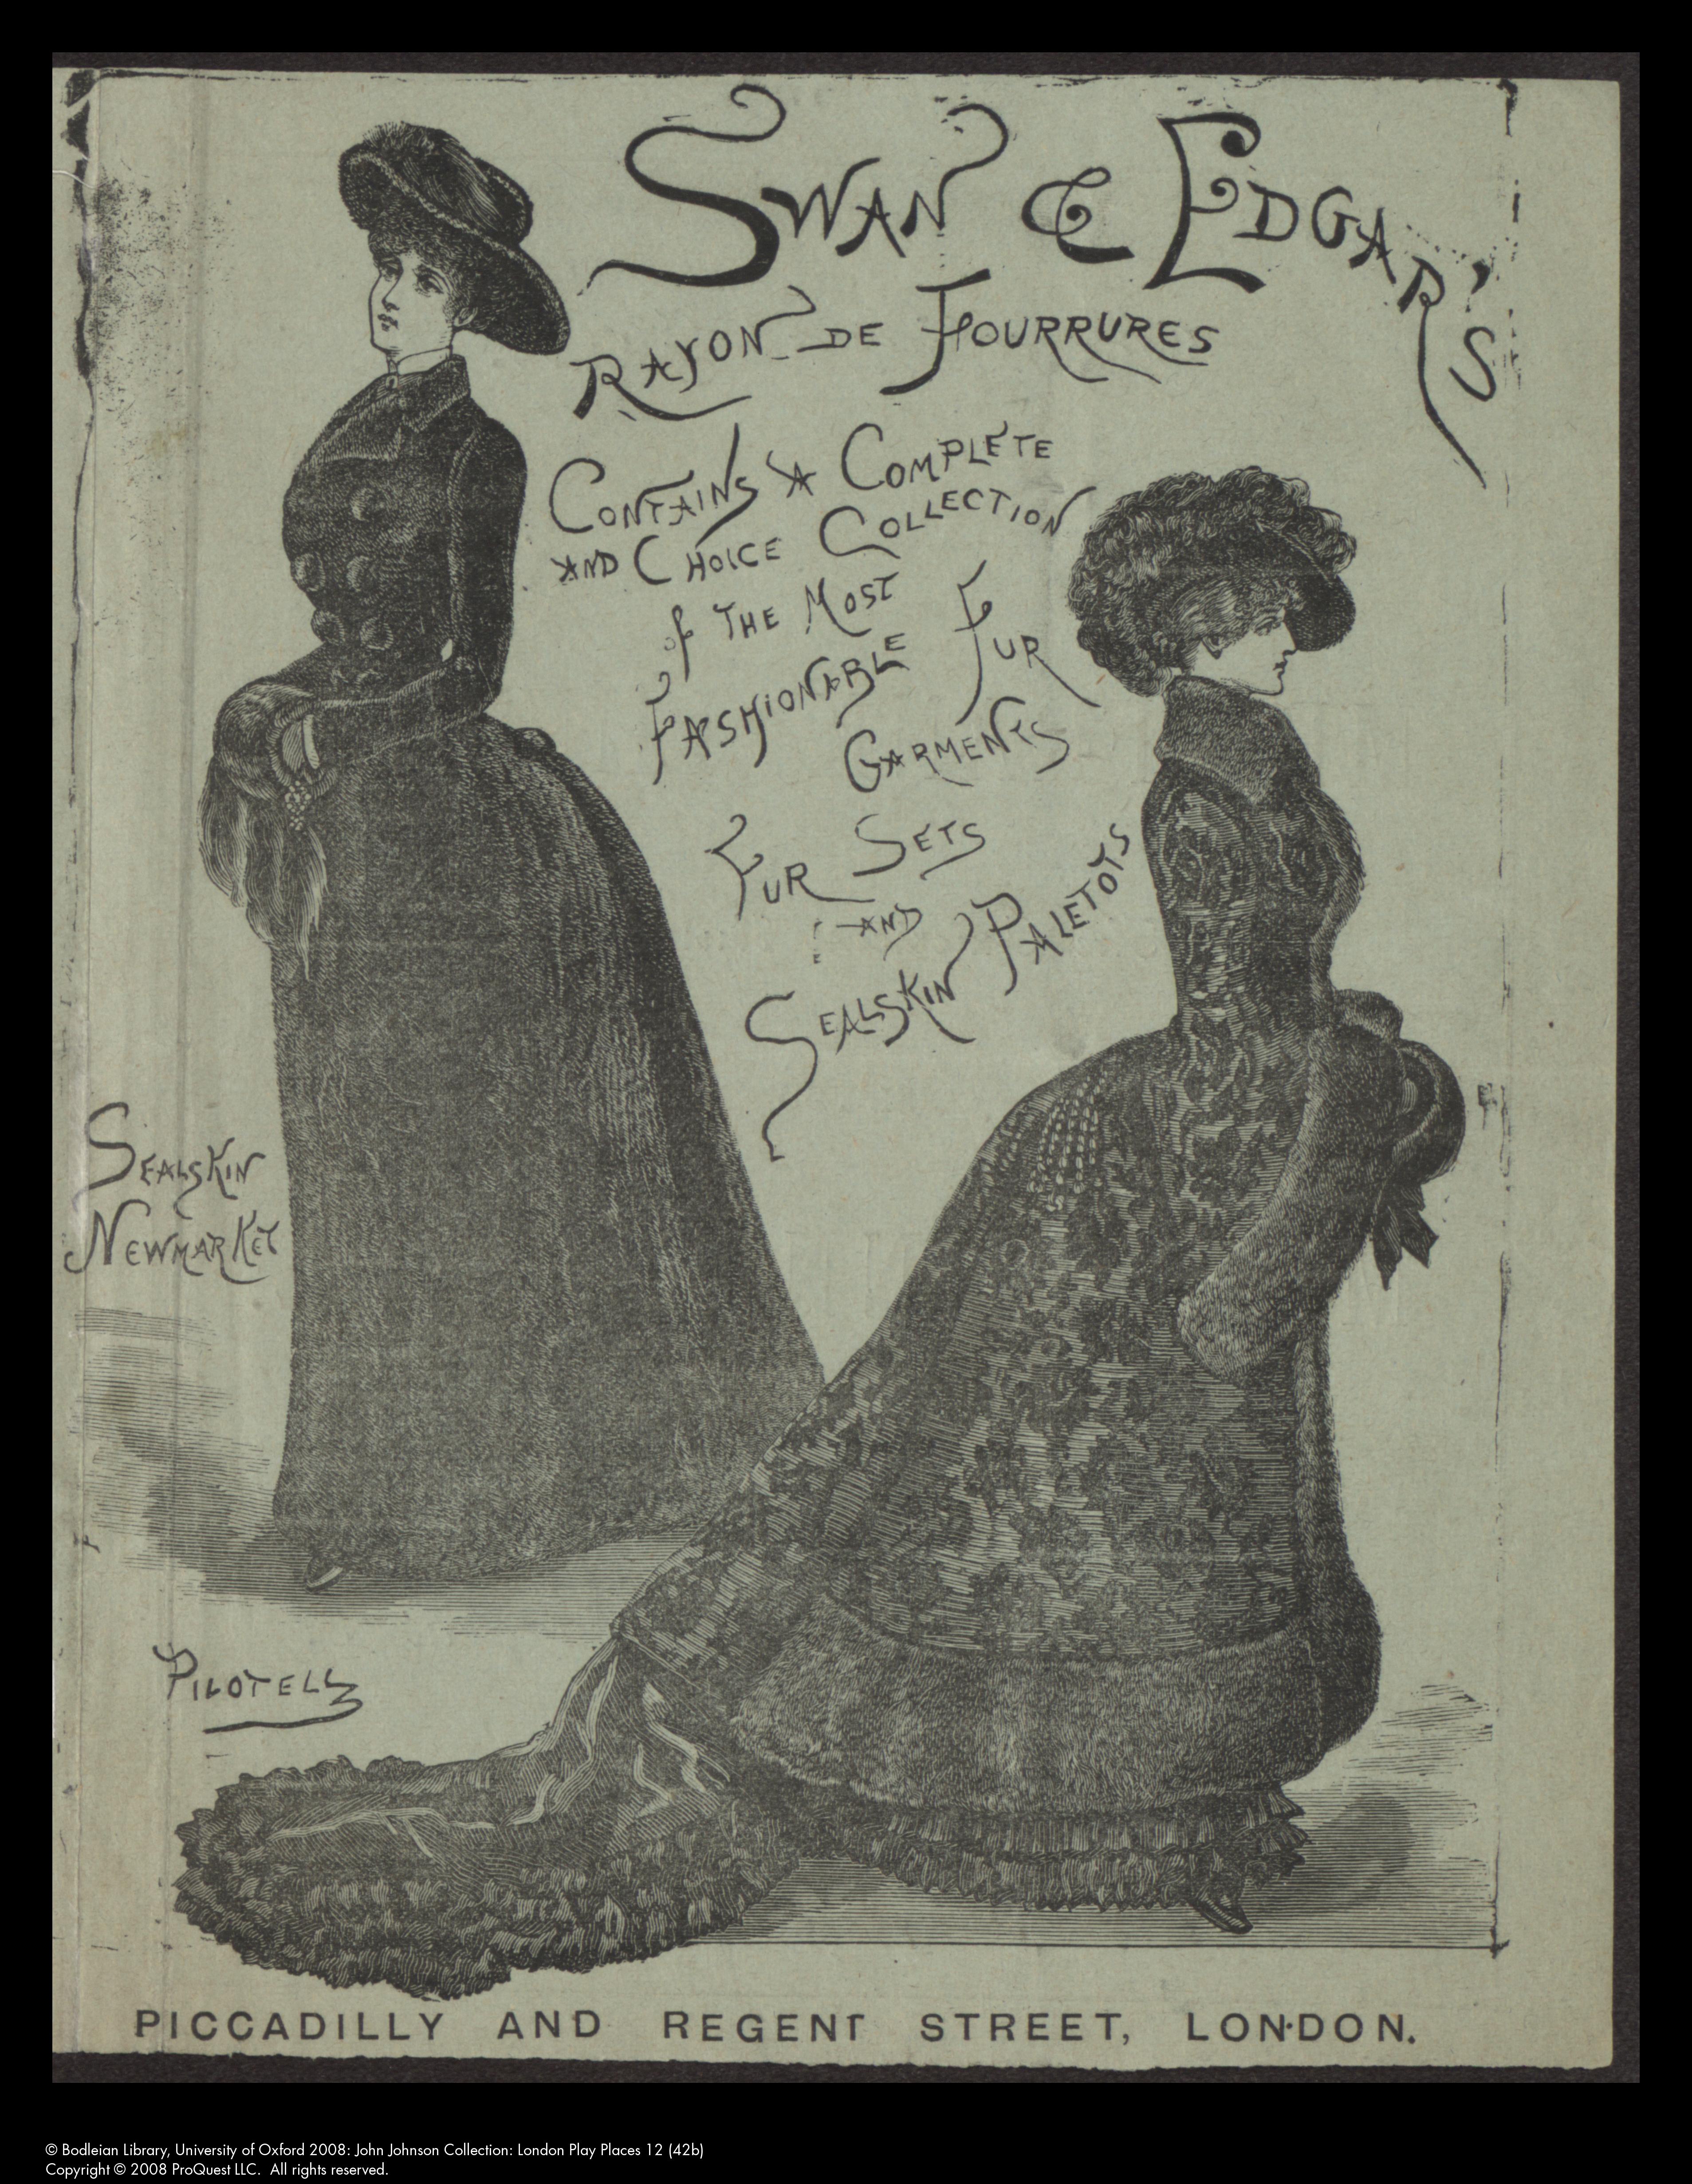 SWAN & EDGAR'S
RAYON DE FOURRURES
CONTAINS A COMPLETE
AND CHOICE COLLECTION
OF THE MOST
FASHIONABLE FUR
GARMENTS
FUR SETS
AND
SEALSKIN PALETOTS
SEALSKIN
NEWMARKET
PILOTELL
PICCADILLY AND REGENT STREET, LONDON.
© Bodleian Library, University of Oxford 2008: John Johnson Collection: London Play Places 12 (42b)
Copyright © 2008 ProQuest LLC. All rights reserved.